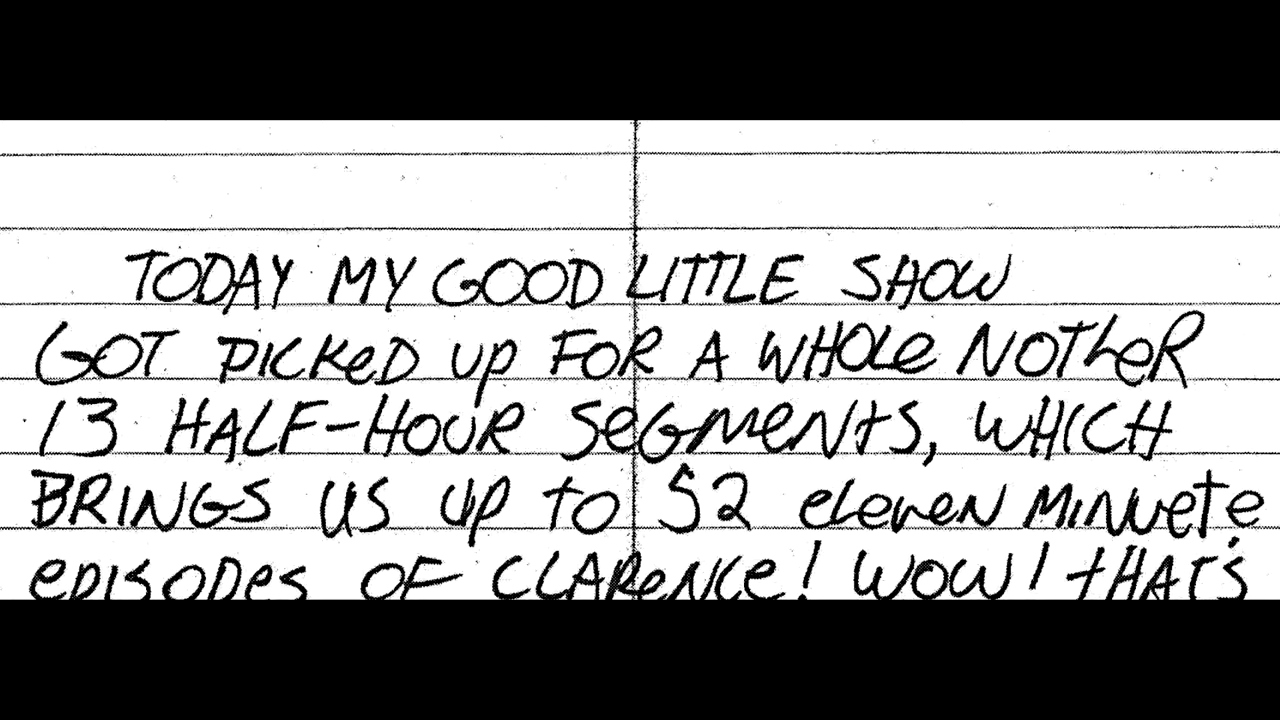 TODAY MY GOOD LITTLE SHOW
GOT PICKeD UP FOR A WHOLe NOTHeR
13 HALF-HOUR SeGMeNtS, WHICH
BRINGS US UP to 52 eleveN MINuete
ePISODes OF CLAReNCe! WOW! tHAT'S